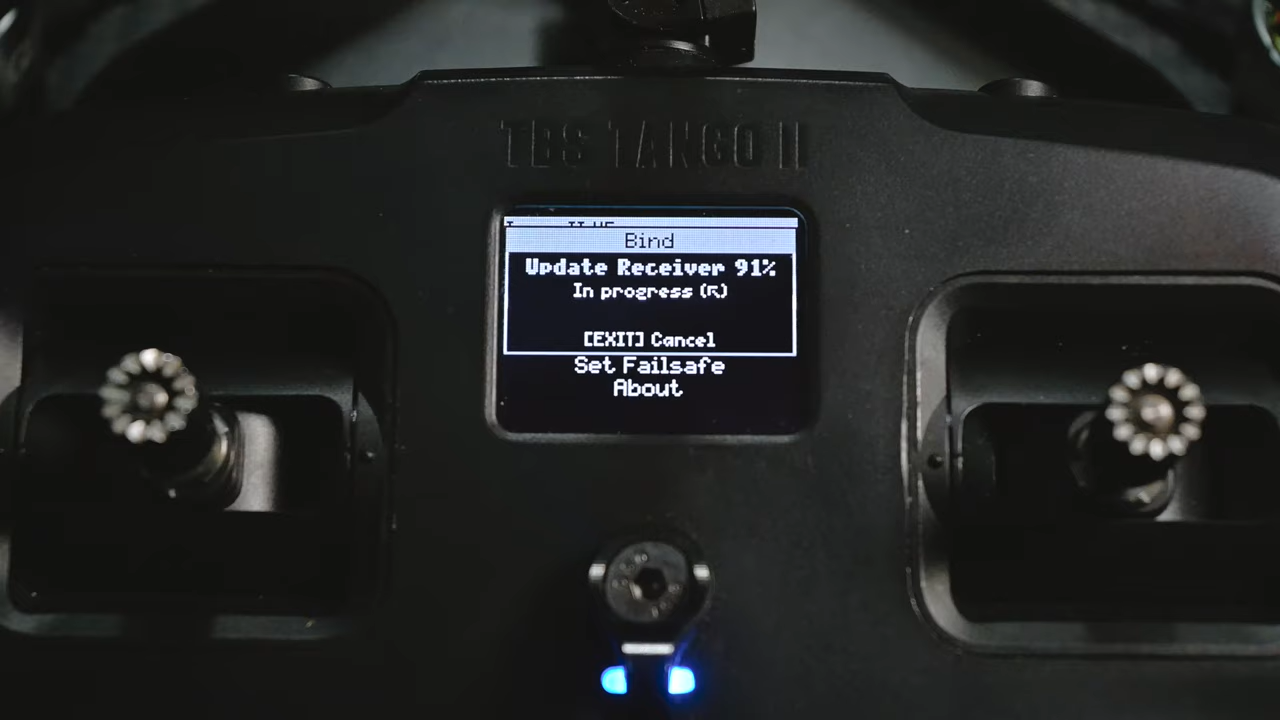 TBS TANGO II
Bind
Update Receiver 91%
In progress (↖)
[EXIT] Cancel
Set Failsafe
About